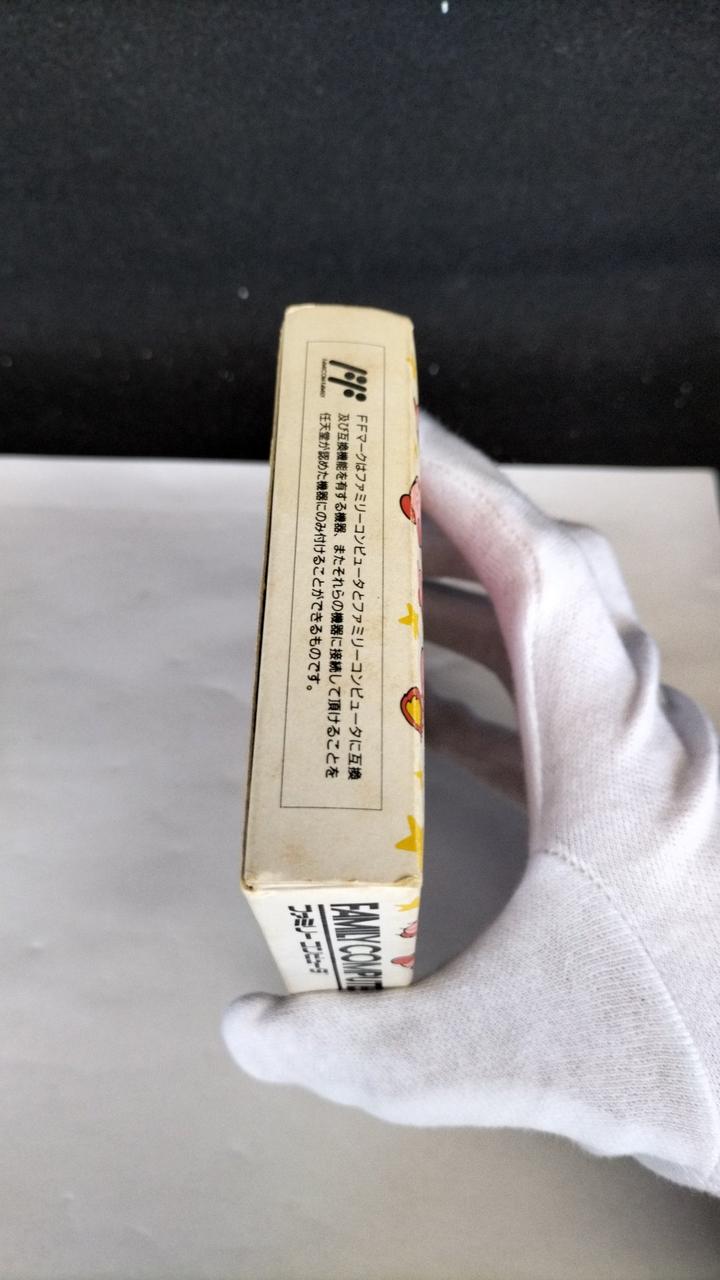 FFマークはファミリーコンピュータとファミリーコンピュータに互換
及び互換機能を有する機器、またそれらの機器に接続して頂けることを
任天堂が認めた機器にのみ付けることができるものです。
FAMILY COMPUTE
ファミリー コンピュータ